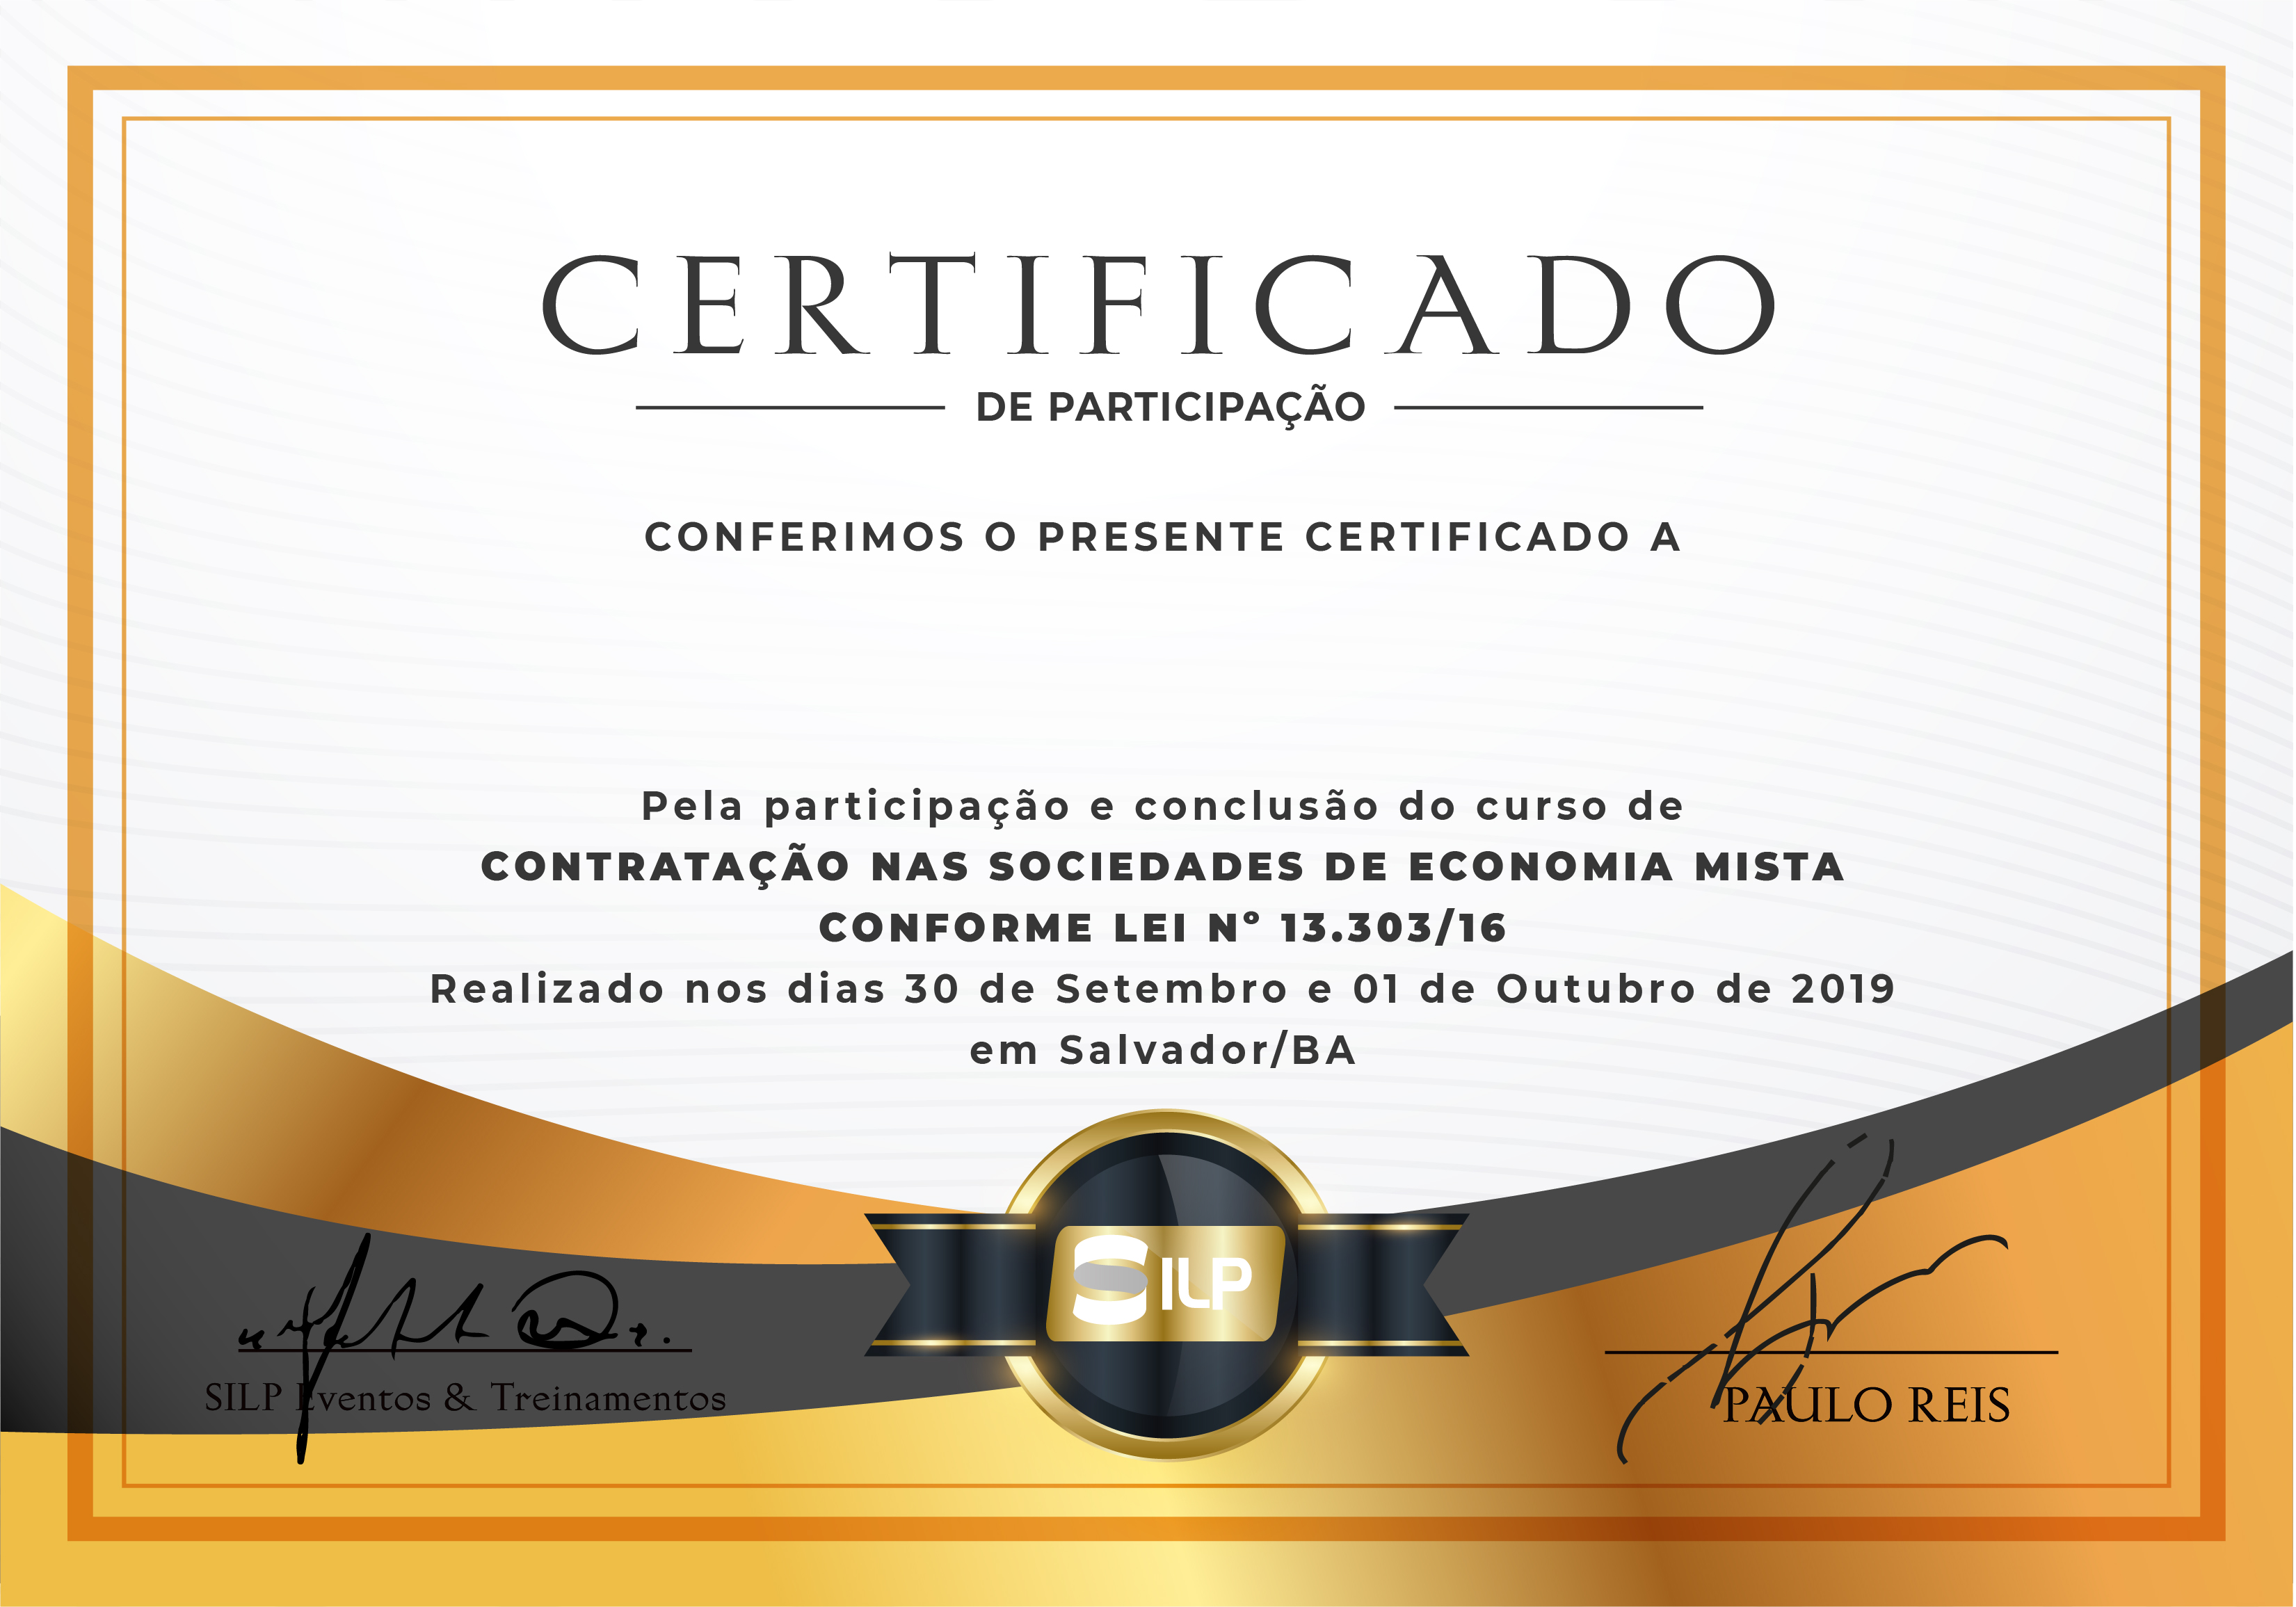 CERTIFICADO
DE PARTICIPAÇÃO
CONFERIMOS O PRESENTE CERTIFICADO A
Pela participação e conclusão do curso de
CONTRATAÇÃO NAS SOCIEDADES DE ECONOMIA MISTA
CONFORME LEI Nº 13.303/16
Realizado nos dias 30 de Setembro e 01 de Outubro de 2019
em Salvador/BA
SILP
SILP Eventos & Treinamentos
PAULO REIS